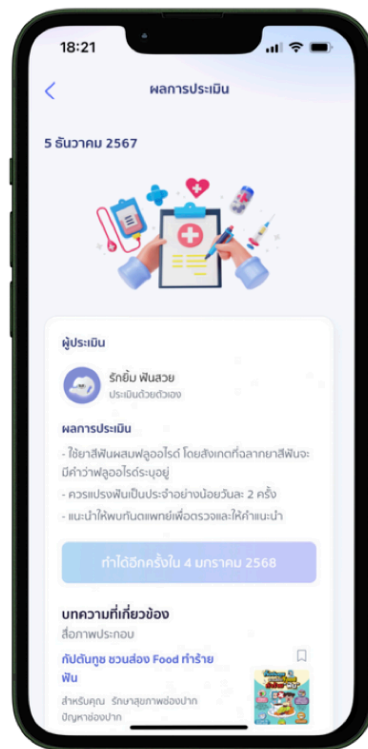 18:21
ผลการประเมิน
5 ธันวาคม 2567
ผู้ประเมิน
รักยิ้ม ฟันสวย
ประเมินด้วยตัวเอง
ผลการประเมิน
- ใช้ยาสีฟันผสมฟลูออไรด์ โดยสังเกตที่ฉลากยาสีฟันจะ
มีคำว่าฟลูออไรด์ระบุอยู่
- ควรแปรงฟันเป็นประจำอย่างน้อยวันละ 2 ครั้ง
- แนะนำให้พบทันตแพทย์เพื่อตรวจและให้คำแนะนำ
ทำได้อีกครั้งใน 4 มกราคม 2568
บทความที่เกี่ยวข้อง
สื่อภาพประกอบ
กัปตันทูช ชวนส่อง Food ทำร้าย
ฟัน
สำหรับคุณ รักษาสุขภาพช่องปาก
ปัญหาช่องปาก